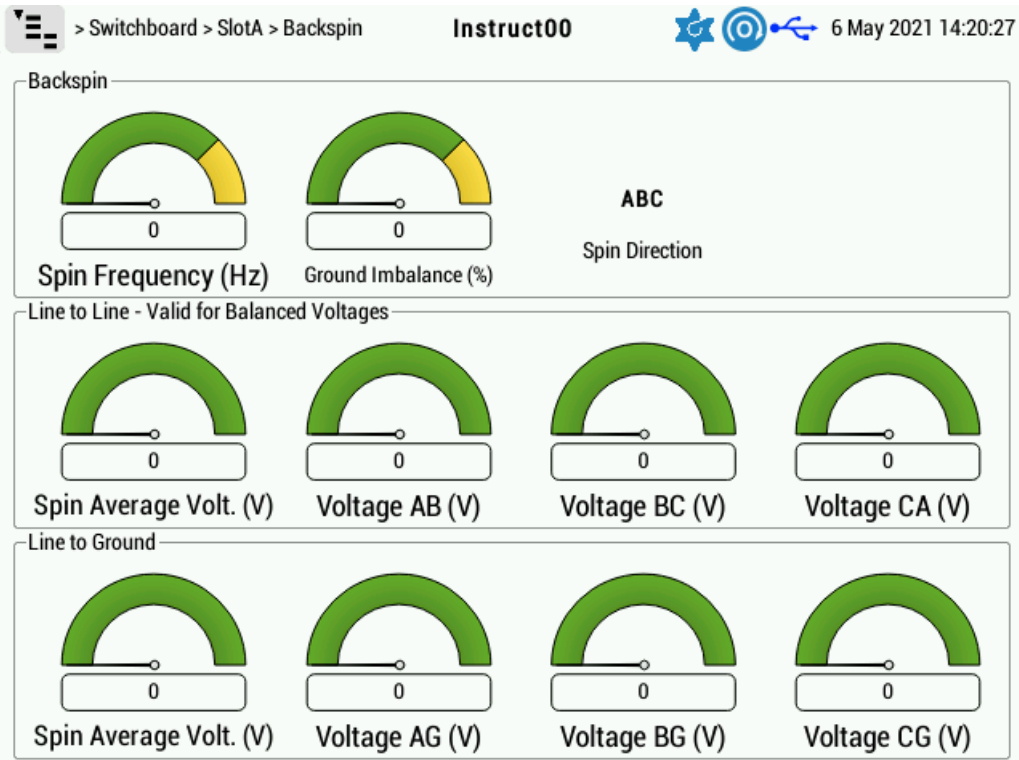 > Switchboard > SlotA > Backspin Instruct00 6 May 2021 14:20:27
Backspin
0 0
ABC
Spin Direction
Spin Frequency (Hz) Ground Imbalance (%)
Line to Line - Valid for Balanced Voltages
0 0 0 0
Spin Average Volt. (V) Voltage AB (V) Voltage BC (V) Voltage CA (V)
Line to Ground
0 0 0 0
Spin Average Volt. (V) Voltage AG (V) Voltage BG (V) Voltage CG (V)